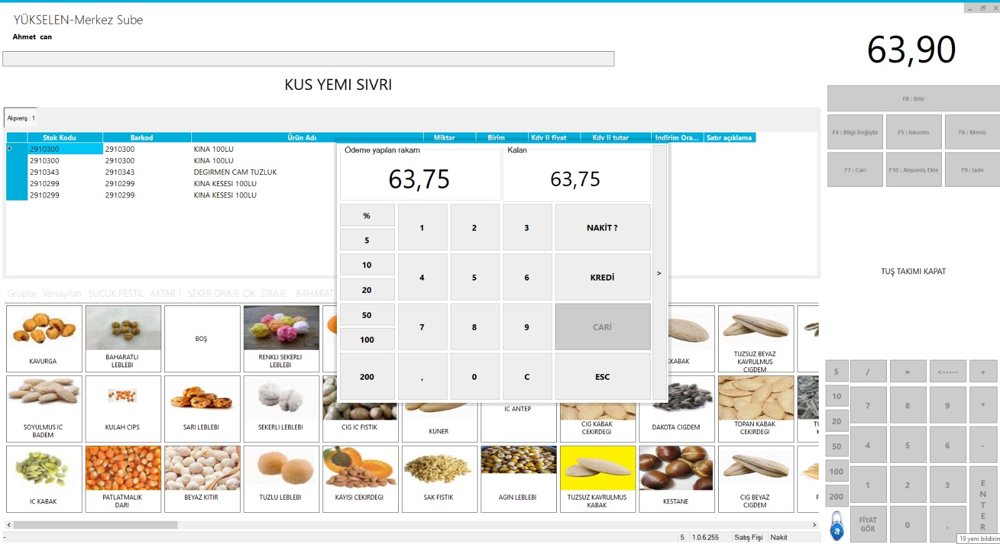 YÜKSELEN-Merkez Sube
Ahmet can
63,90
KUS YEMI SIVRI
F8 : Bitir
F4 : Bilgi Değiştir
F5 : Iskonto
F6 : Menü
F7 : Cari
F10 : Alışveriş Ekle
F9 : İade
Alışveriş : 1
Stok Kodu Barkod Ürün Adı Miktar Birim Kdv li fiyat Kdv li tutar Indirim Ora... Satır açıklama
2910300 2910300 KINA 100LU
2910300 2910300 KINA 100LU
2910343 2910343 DEGIRMEN CAM TUZLUK
2910299 2910299 KINA KESESI 100LU
2910299 2910299 KINA KESESI 100LU
Ödeme yapılan rakam
63,75
Kalan
63,75
%
5
10
20
50
100
200
1 2 3 NAKİT ?
4 5 6 KREDİ
7 8 9 CARİ
, 0 C ESC
>
TUŞ TAKIMI KAPAT
Gruplar Varsayılan SUCUK PESTIL AKTAR 1 SEKER DRAJE ÇIK DRAJE BAHARAT
KAVURGA
BAHARATLI
LEBLEBI
BOŞ
RENKLI SEKERLI
LEBLEBI
KABAK
TUZSUZ BEYAZ
KAVRULMUS
CIGDEM
SOYULMUS IC
BADEM
KULAH CIPS
SARI LEBLEBI
SEKERLI LEBLEBI
CIG IC FISTIK
KUNER
IC ANTEP
CIG KABAK
CEKIRDEGI
DAKOTA CIGDEM
TOPAN KABAK
CEKIRDEGI
IC KABAK
PATLATMALIK
DARI
BEYAZ KITIR
TUZLU LEBLEBI
KAYISI CEKIRDEGI
SAK FISTIK
AGIN LEBLEBI
TUZSUZ KAVRULMUS
KABAK
KESTANE
CIG BEYAZ
CIGDEM
5 / = <----- +
10
20
50
100
200
7 8 9 *
4 5 6 -
1 2 3
ENTER
FİYAT
GÖR
0 ,
- 5 1.0.6.255 Satış Fişi Nakit
19 yeni bildirim